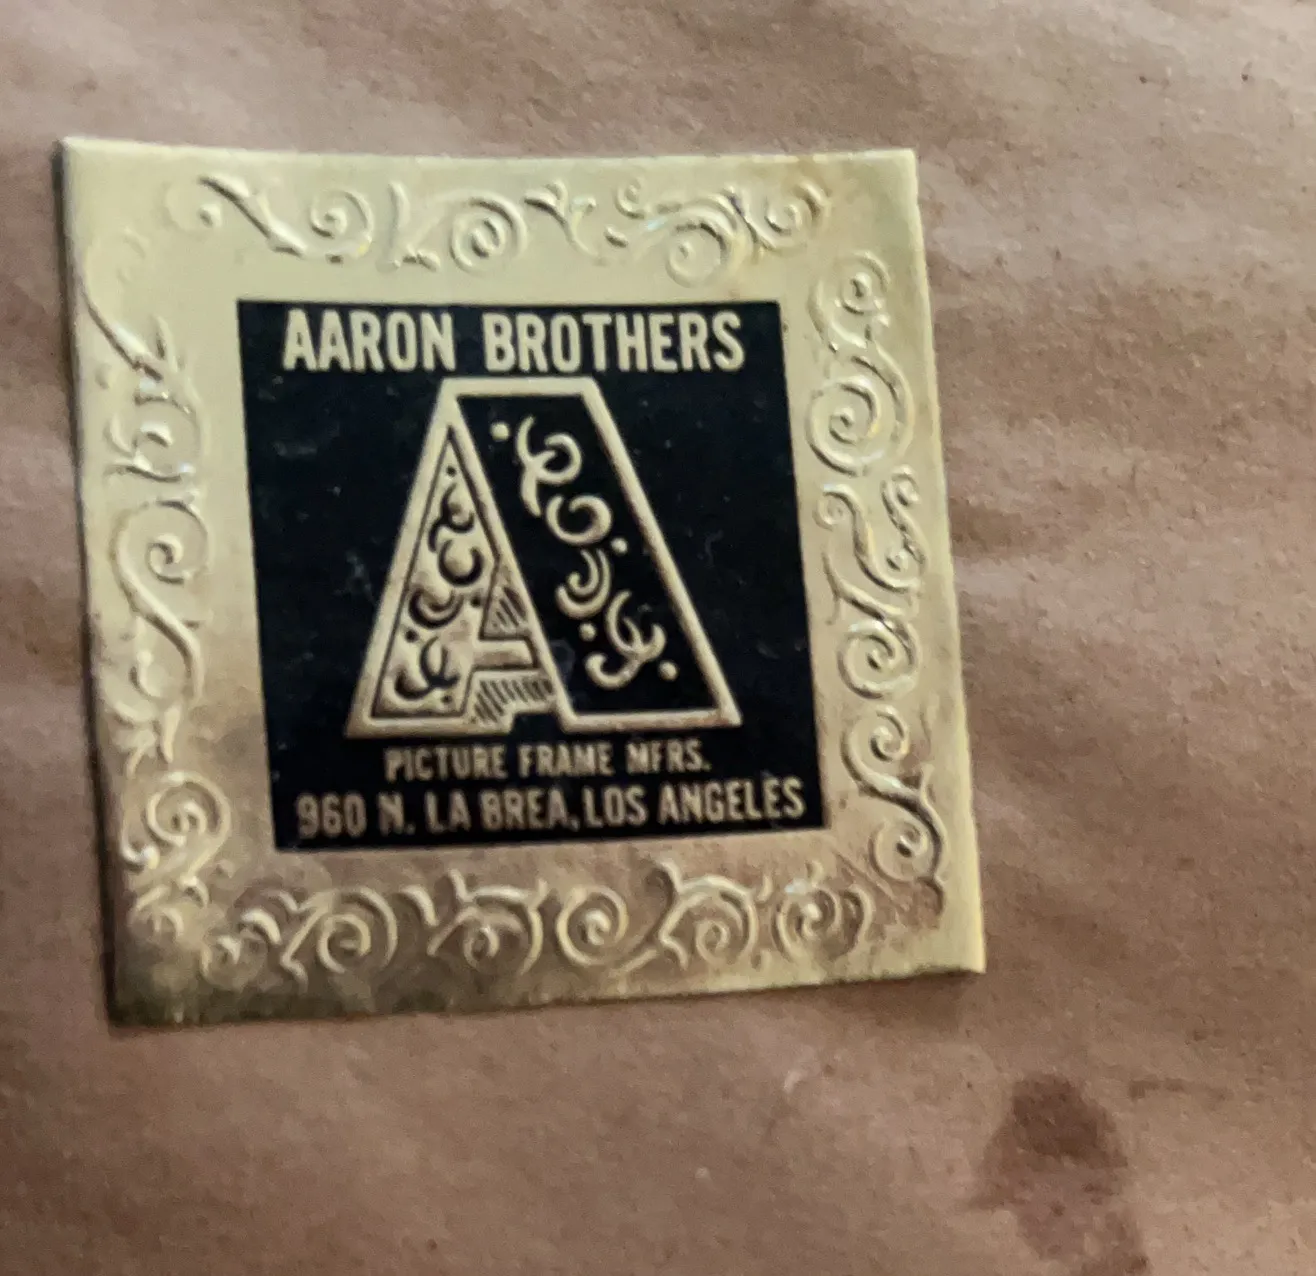 AARON BROTHERS
A
PICTURE FRAME MFRS.
960 N. LA BREA, LOS ANGELES